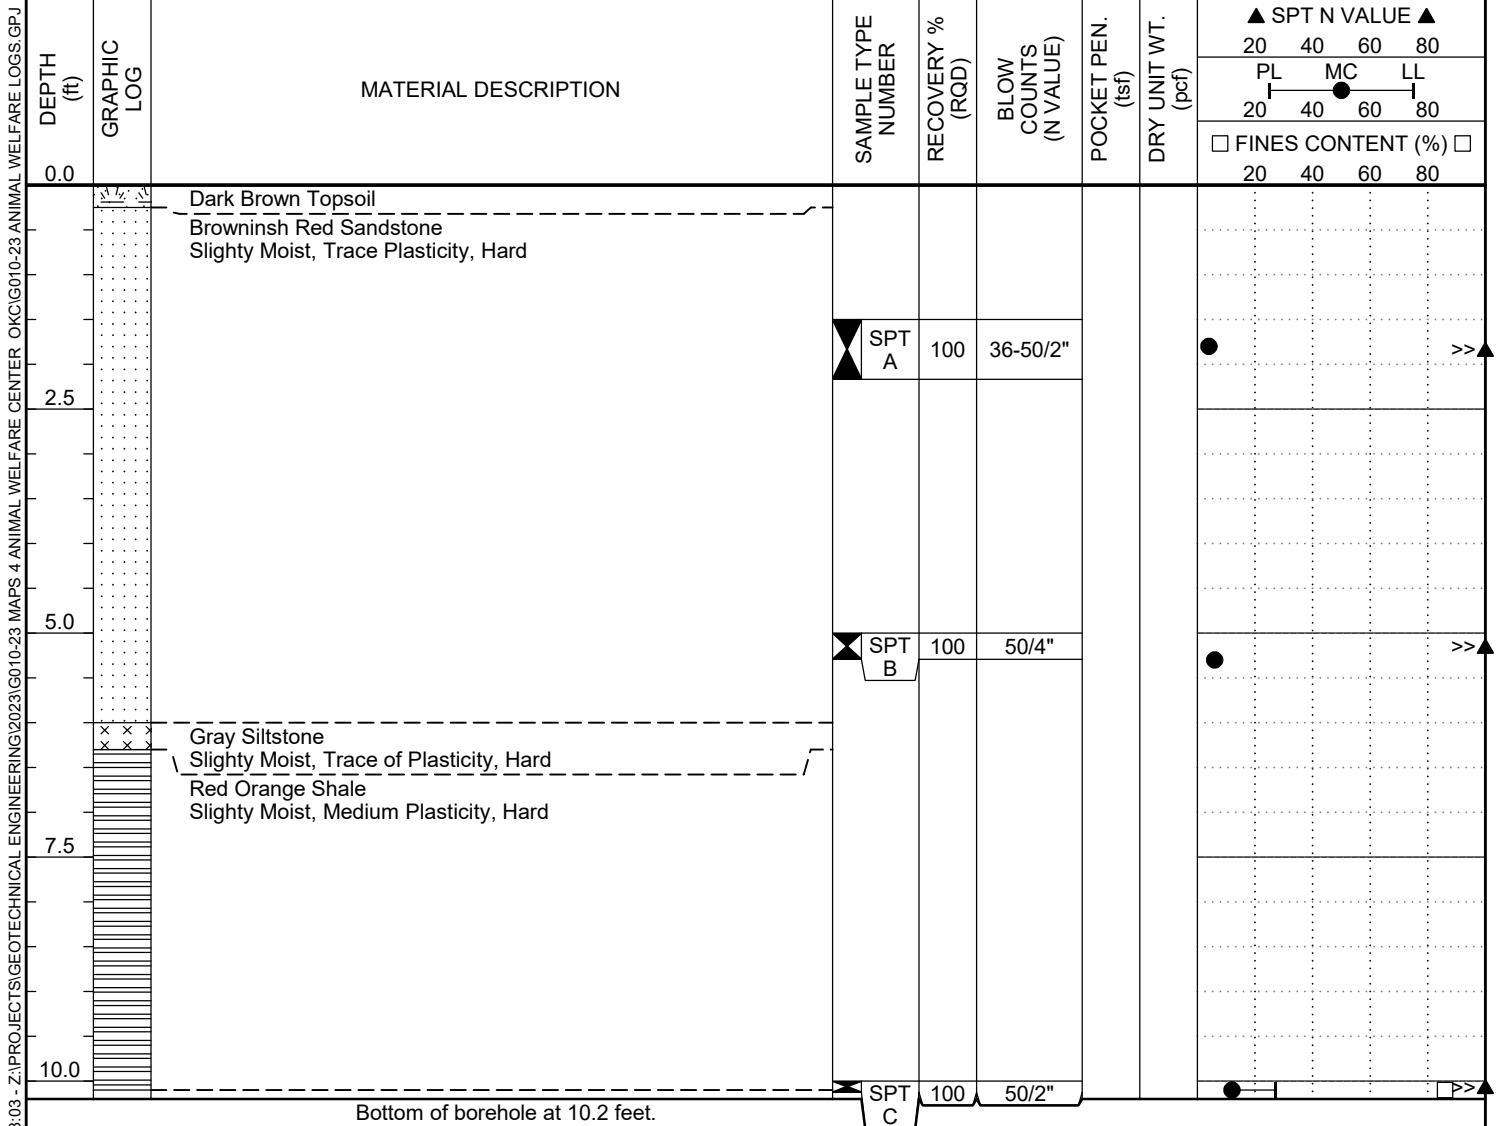 3:03 - Z:\PROJECTS\GEOTECHNICAL ENGINEERING\2023\G010-23 MAPS 4 ANIMAL WELFARE CENTER OKC\G010-23 ANIMAL WELFARE LOGS.GPJ
DEPTH
(ft)
GRAPHIC
LOG
MATERIAL DESCRIPTION
SAMPLE TYPE
NUMBER
RECOVERY %
(RQD)
BLOW
COUNTS
(N VALUE)
POCKET PEN.
(tsf)
DRY UNIT WT.
(pcf)
▲ SPT N VALUE ▲
20 40 60 80
PL MC LL
20 40 60 80
□ FINES CONTENT (%) □
20 40 60 80
0.0
Dark Brown Topsoil
Browninsh Red Sandstone
Slighty Moist, Trace Plasticity, Hard
SPT
A
100
36-50/2"
>>▲
2.5
5.0
SPT
B
100
50/4"
>>▲
Gray Siltstone
Slighty Moist, Trace of Plasticity, Hard
Red Orange Shale
Slighty Moist, Medium Plasticity, Hard
7.5
10.0
SPT
C
100
50/2"
>>▲
Bottom of borehole at 10.2 feet.